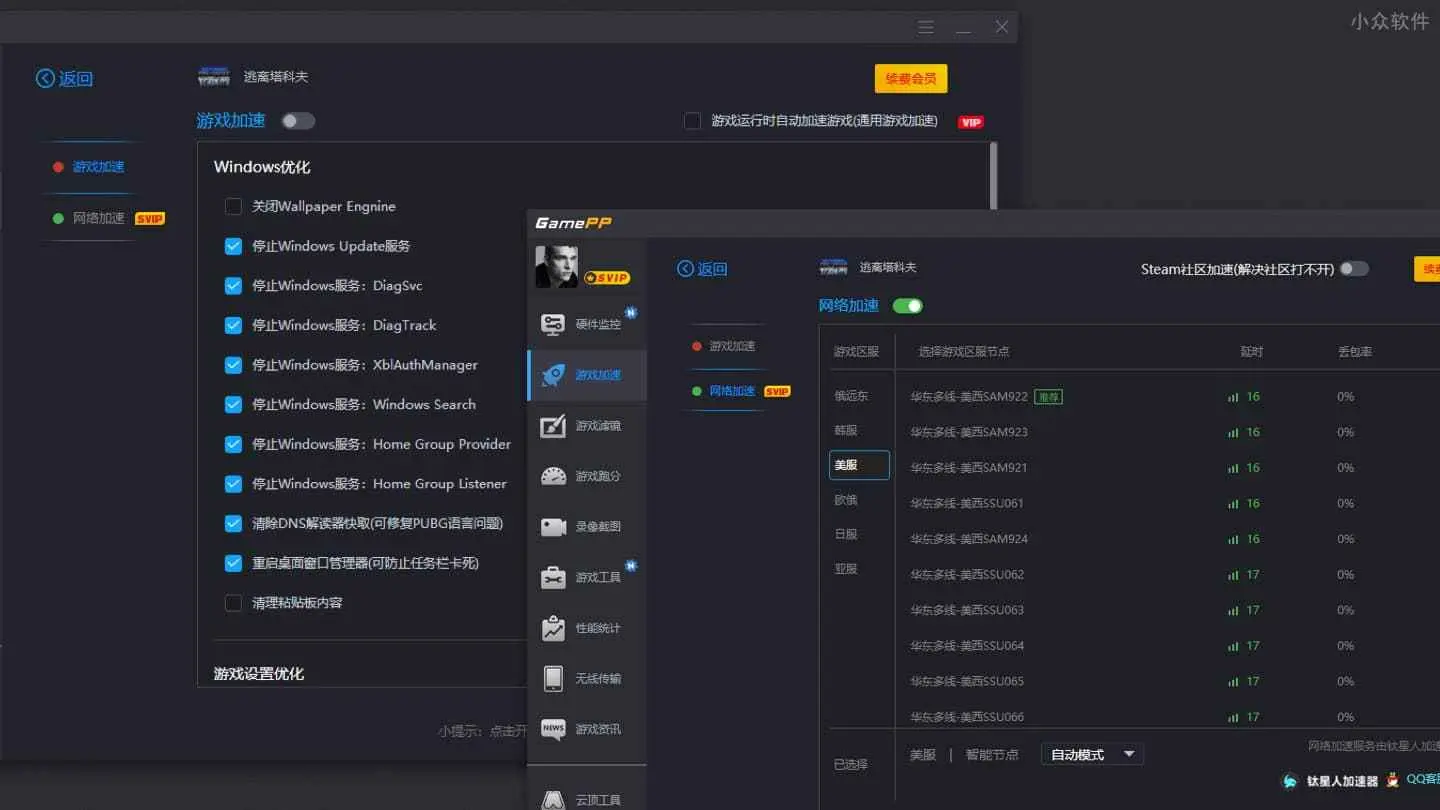 小众软件
返回
逃离塔科夫
续费会员
游戏加速
游戏运行时自动加速游戏(通用游戏加速)
VIP
游戏加速
网络加速 SVIP
Windows优化
关闭Wallpaper Engnine
停止Windows Update服务
停止Windows服务：DiagSvc
停止Windows服务：DiagTrack
停止Windows服务：XblAuthManager
停止Windows服务：Windows Search
停止Windows服务：Home Group Provider
停止Windows服务：Home Group Listener
清除DNS解读器快取(可修复PUBG语言问题)
重启桌面窗口管理器(可防止任务栏卡死)
清理粘贴板内容
游戏设置优化
小提示：点击开
GamePP
SVIP
硬件监控
N
游戏加速
游戏滤镜
游戏跑分
录像截图
游戏工具
N
性能统计
无线传输
NEWS
游戏资讯
云顶工具
返回
逃离塔科夫
Steam社区加速(解决社区打不开)
续费
网络加速
游戏加速
网络加速 SVIP
游戏区服 选择游戏区服节点 延时 丢包率
俄远东
韩服
美服
欧俄
日服
亚服
华东多线-美西SAM922 推荐 16 0%
华东多线-美西SAM923 16 0%
华东多线-美西SAM921 16 0%
华东多线-美西SSU061 16 0%
华东多线-美西SAM924 16 0%
华东多线-美西SSU062 17 0%
华东多线-美西SSU063 17 0%
华东多线-美西SSU064 17 0%
华东多线-美西SSU065 17 0%
华东多线-美西SSU066 17 0%
已选择
美服 | 智能节点 自动模式
网络加速服务由钛星人加速
钛星人加速器
QQ客服